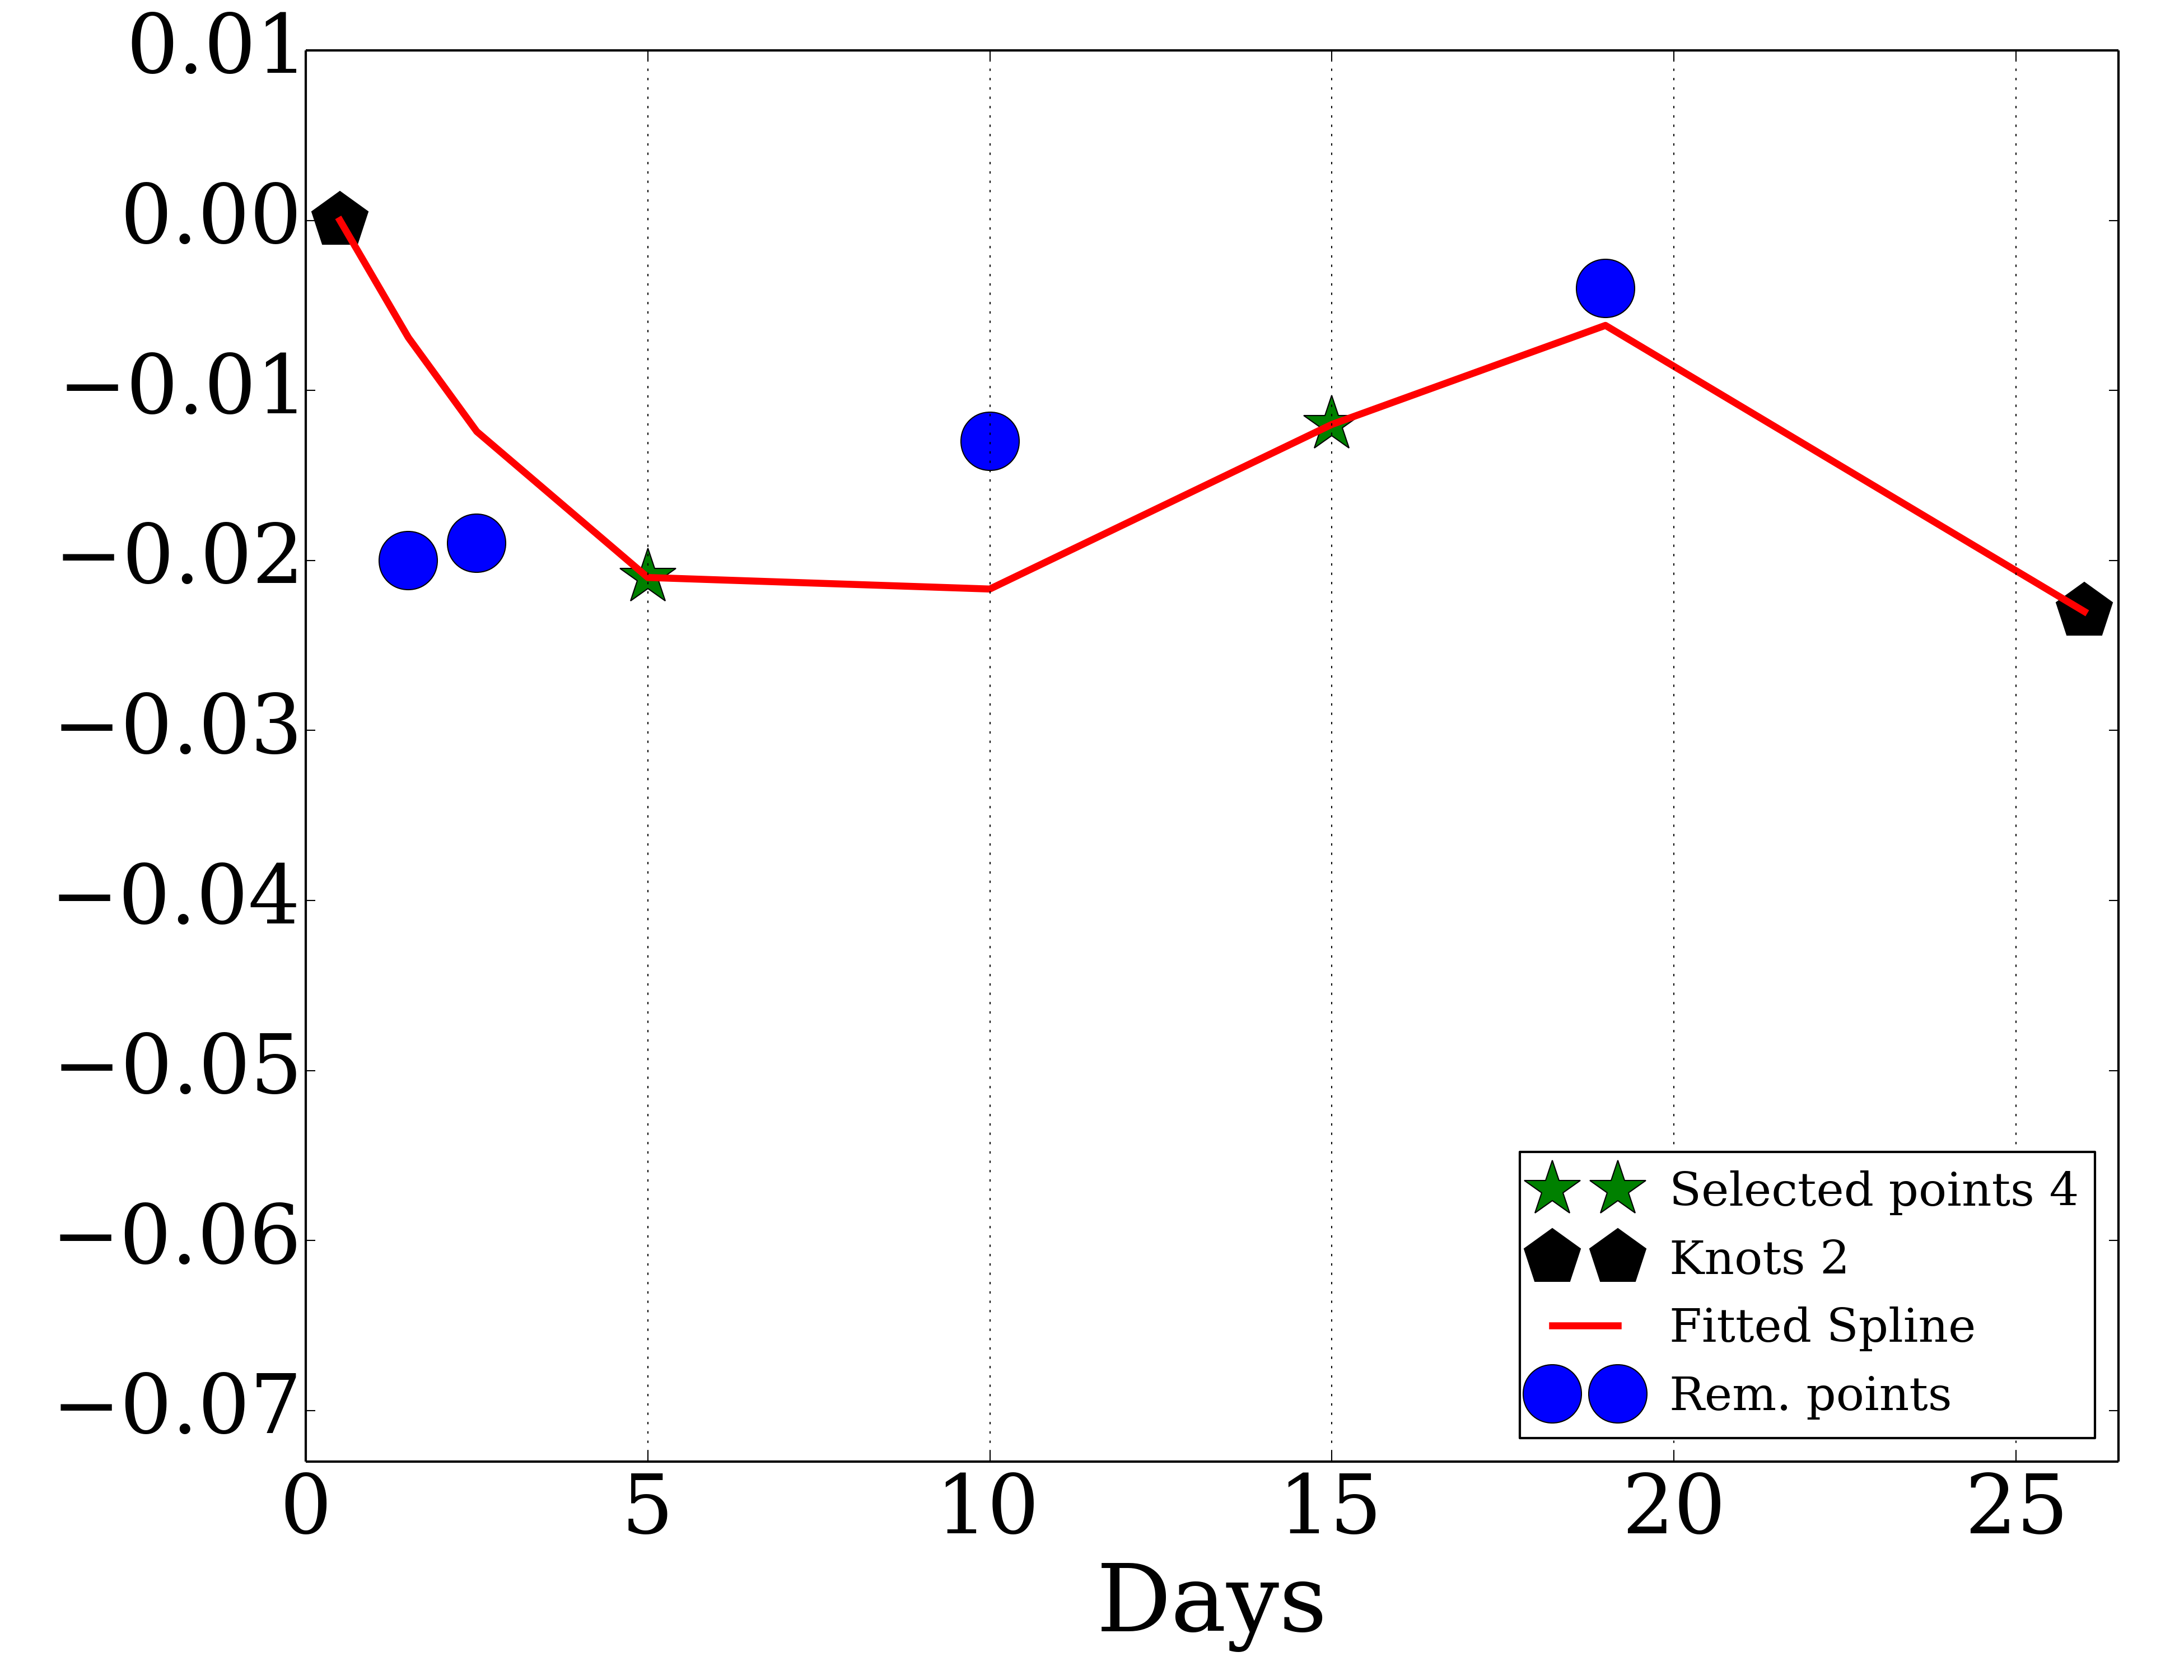 0.01
0.00
−0.01
−0.02
−0.03
−0.04
−0.05
−0.06
−0.07
Selected points 4
Knots 2
Fitted Spline
Rem. points
0 5 10 15 20 25
Days